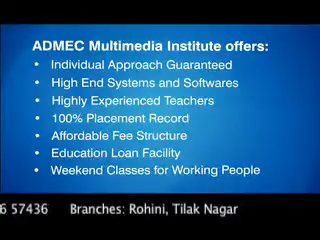 ADMEC Multimedia Institute offers:
• Individual Approach Guaranteed
• High End Systems and Softwares
• Highly Experienced Teachers
• 100% Placement Record
• Affordable Fee Structure
• Education Loan Facility
• Weekend Classes for Working People
6 57436 Branches: Rohini, Tilak Nagar